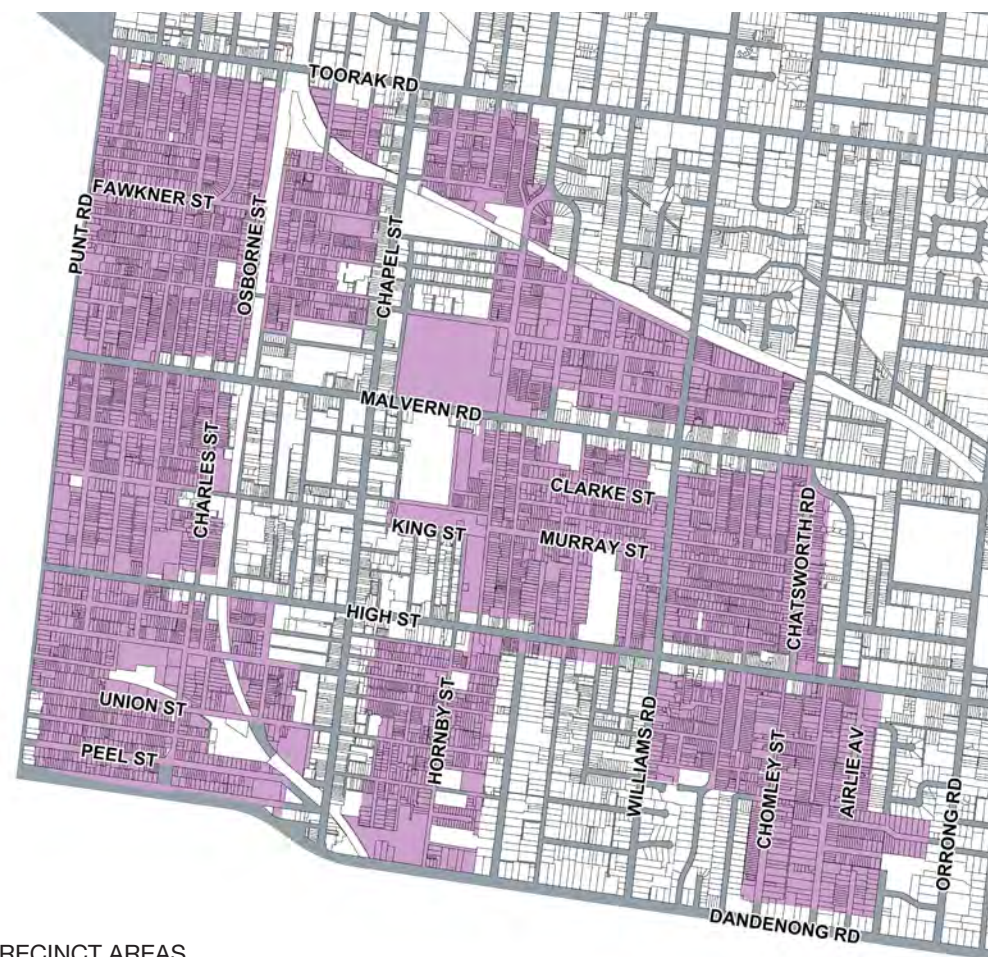 TOORAK RD
FAWKNER ST
PUNT RD
OSBORNE ST
CHAPEL ST
MALVERN RD
CHARLES ST
CLARKE ST
KING ST
MURRAY ST
CHATSWORTH RD
HIGH ST
UNION ST
HORNBY ST
WILLIAMS RD
PEEL ST
CHOMLEY ST
AIRLIE AV
ORRONG RD
DANDENONG RD
RECINCT AREAS